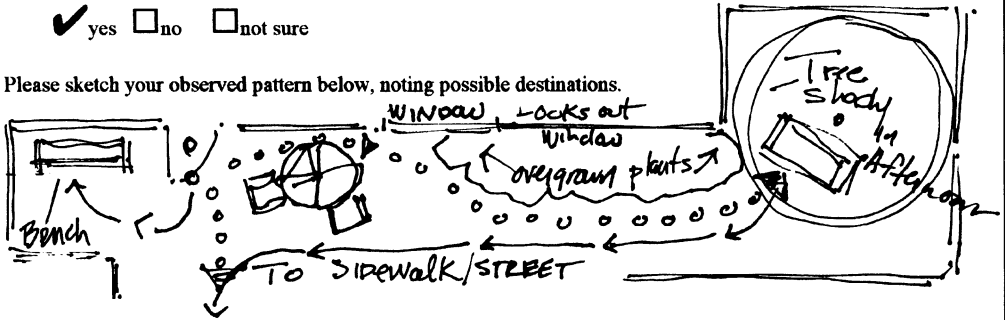 yes no not sure
Please sketch your observed pattern below, noting possible destinations.
WINDOW LOOKS out
Window
overgrown plants
Tree
shady
in
Afternoon
Bench
TO SIDEWALK/STREET